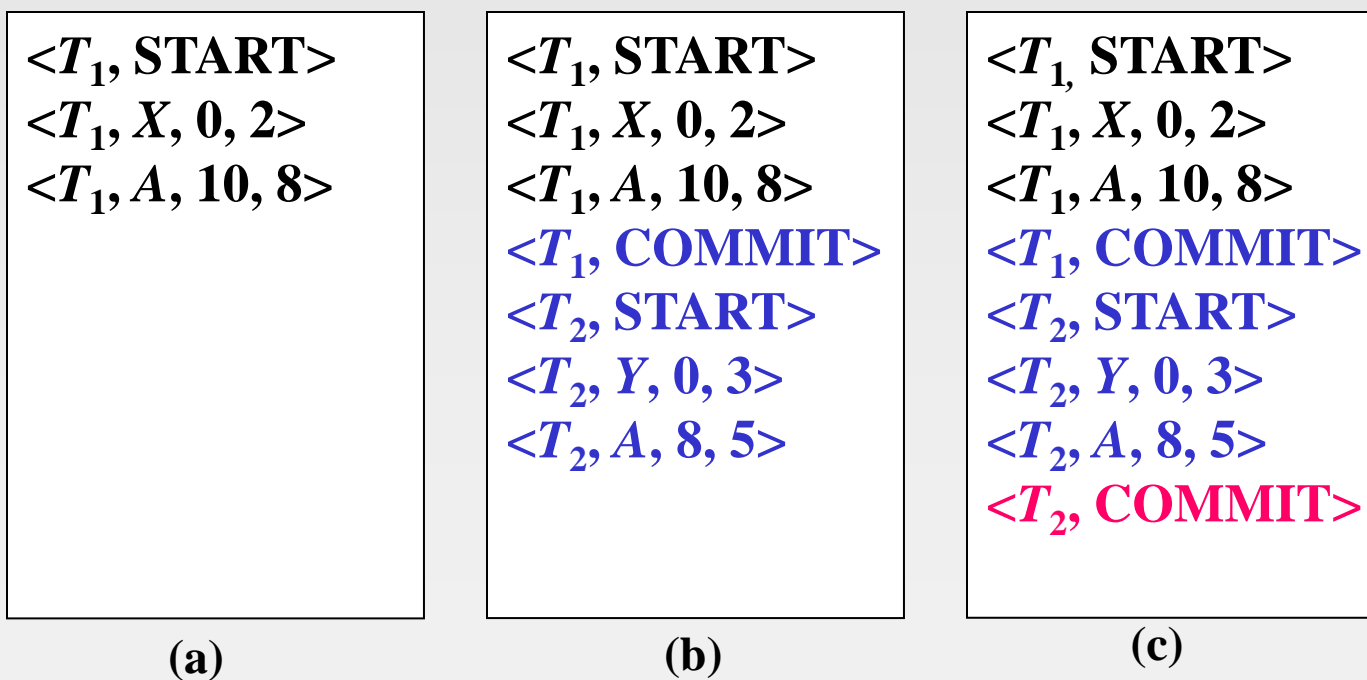 <T1, START>
<T1, X, 0, 2>
<T1, A, 10, 8>
(a)
<T1, START>
<T1, X, 0, 2>
<T1, A, 10, 8>
<T1, COMMIT>
<T2, START>
<T2, Y, 0, 3>
<T2, A, 8, 5>
(b)
<T1, START>
<T1, X, 0, 2>
<T1, A, 10, 8>
<T1, COMMIT>
<T2, START>
<T2, Y, 0, 3>
<T2, A, 8, 5>
<T2, COMMIT>
(c)